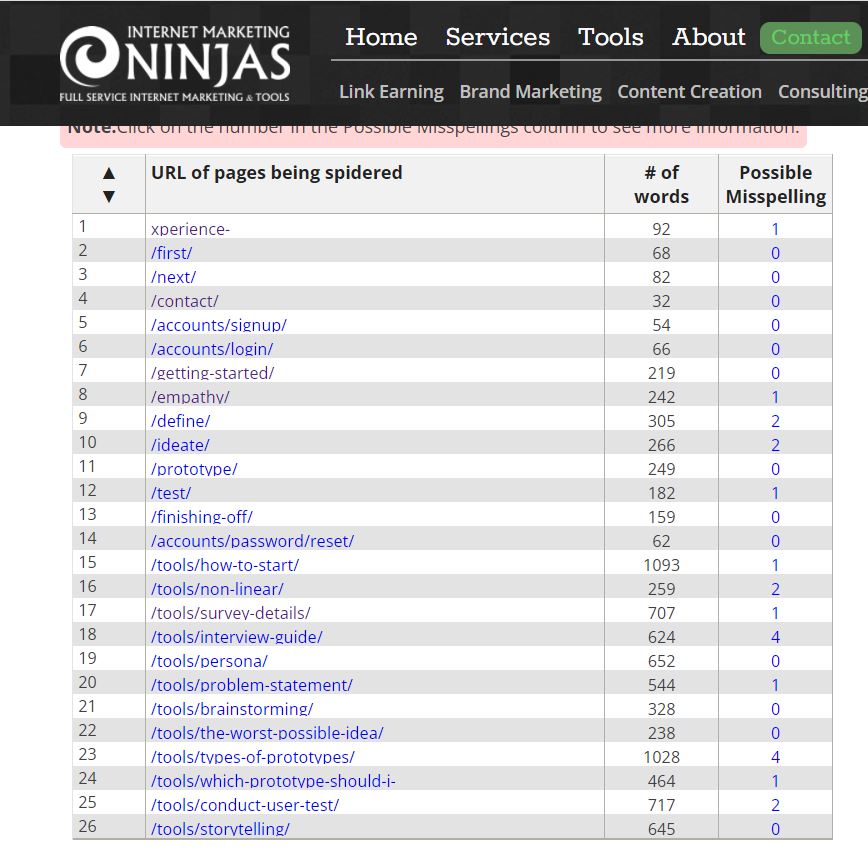 INTERNET MARKETING
NINJAS
FULL SERVICE INTERNET MARKETING & TOOLS
Home Services Tools About Contact
Link Earning Brand Marketing Content Creation Consulting
Note:Click on the number in the Possible Misspellings column to see more information.
▲ ▼ URL of pages being spidered # of words Possible Misspelling
1 xperience- 92 1
2 /first/ 68 0
3 /next/ 82 0
4 /contact/ 32 0
5 /accounts/signup/ 54 0
6 /accounts/login/ 66 0
7 /getting-started/ 219 0
8 /empathy/ 242 1
9 /define/ 305 2
10 /ideate/ 266 2
11 /prototype/ 249 0
12 /test/ 182 1
13 /finishing-off/ 159 0
14 /accounts/password/reset/ 62 0
15 /tools/how-to-start/ 1093 1
16 /tools/non-linear/ 259 2
17 /tools/survey-details/ 707 1
18 /tools/interview-guide/ 624 4
19 /tools/persona/ 652 0
20 /tools/problem-statement/ 544 1
21 /tools/brainstorming/ 328 0
22 /tools/the-worst-possible-idea/ 238 0
23 /tools/types-of-prototypes/ 1028 4
24 /tools/which-prototype-should-i- 464 1
25 /tools/conduct-user-test/ 717 2
26 /tools/storytelling/ 645 0